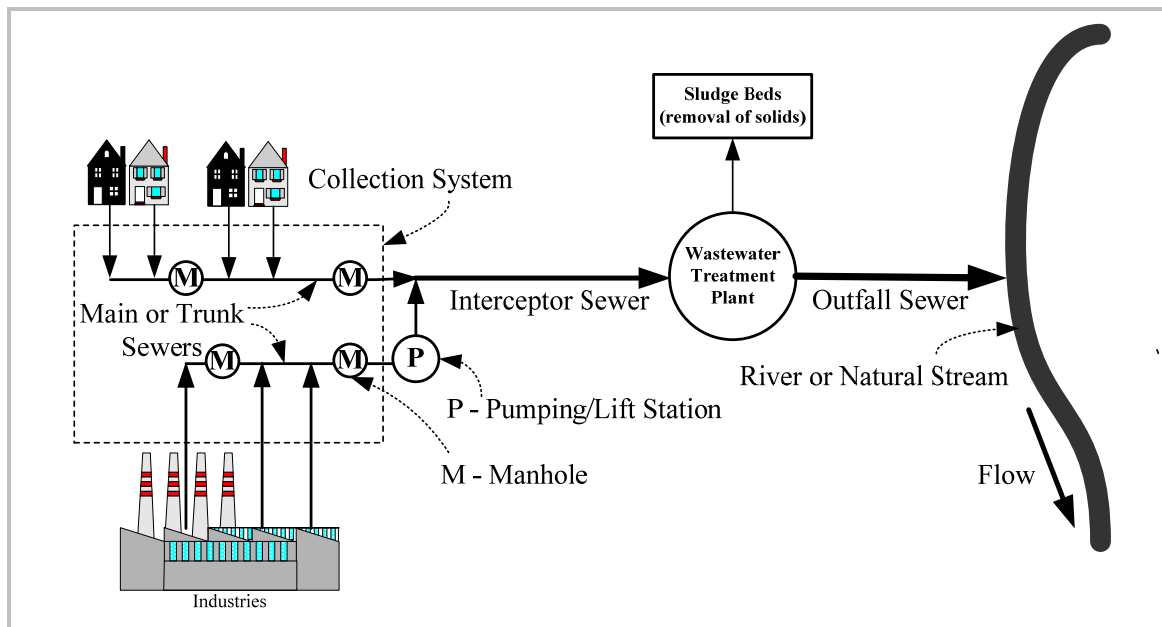 Sludge Beds
(removal of solids)
Collection System
M
M
Wastewater
Treatment
Plant
Interceptor Sewer
Outfall Sewer
Main or Trunk
Sewers
M
M
P
River or Natural Stream
P - Pumping/Lift Station
M - Manhole
Flow
Industries